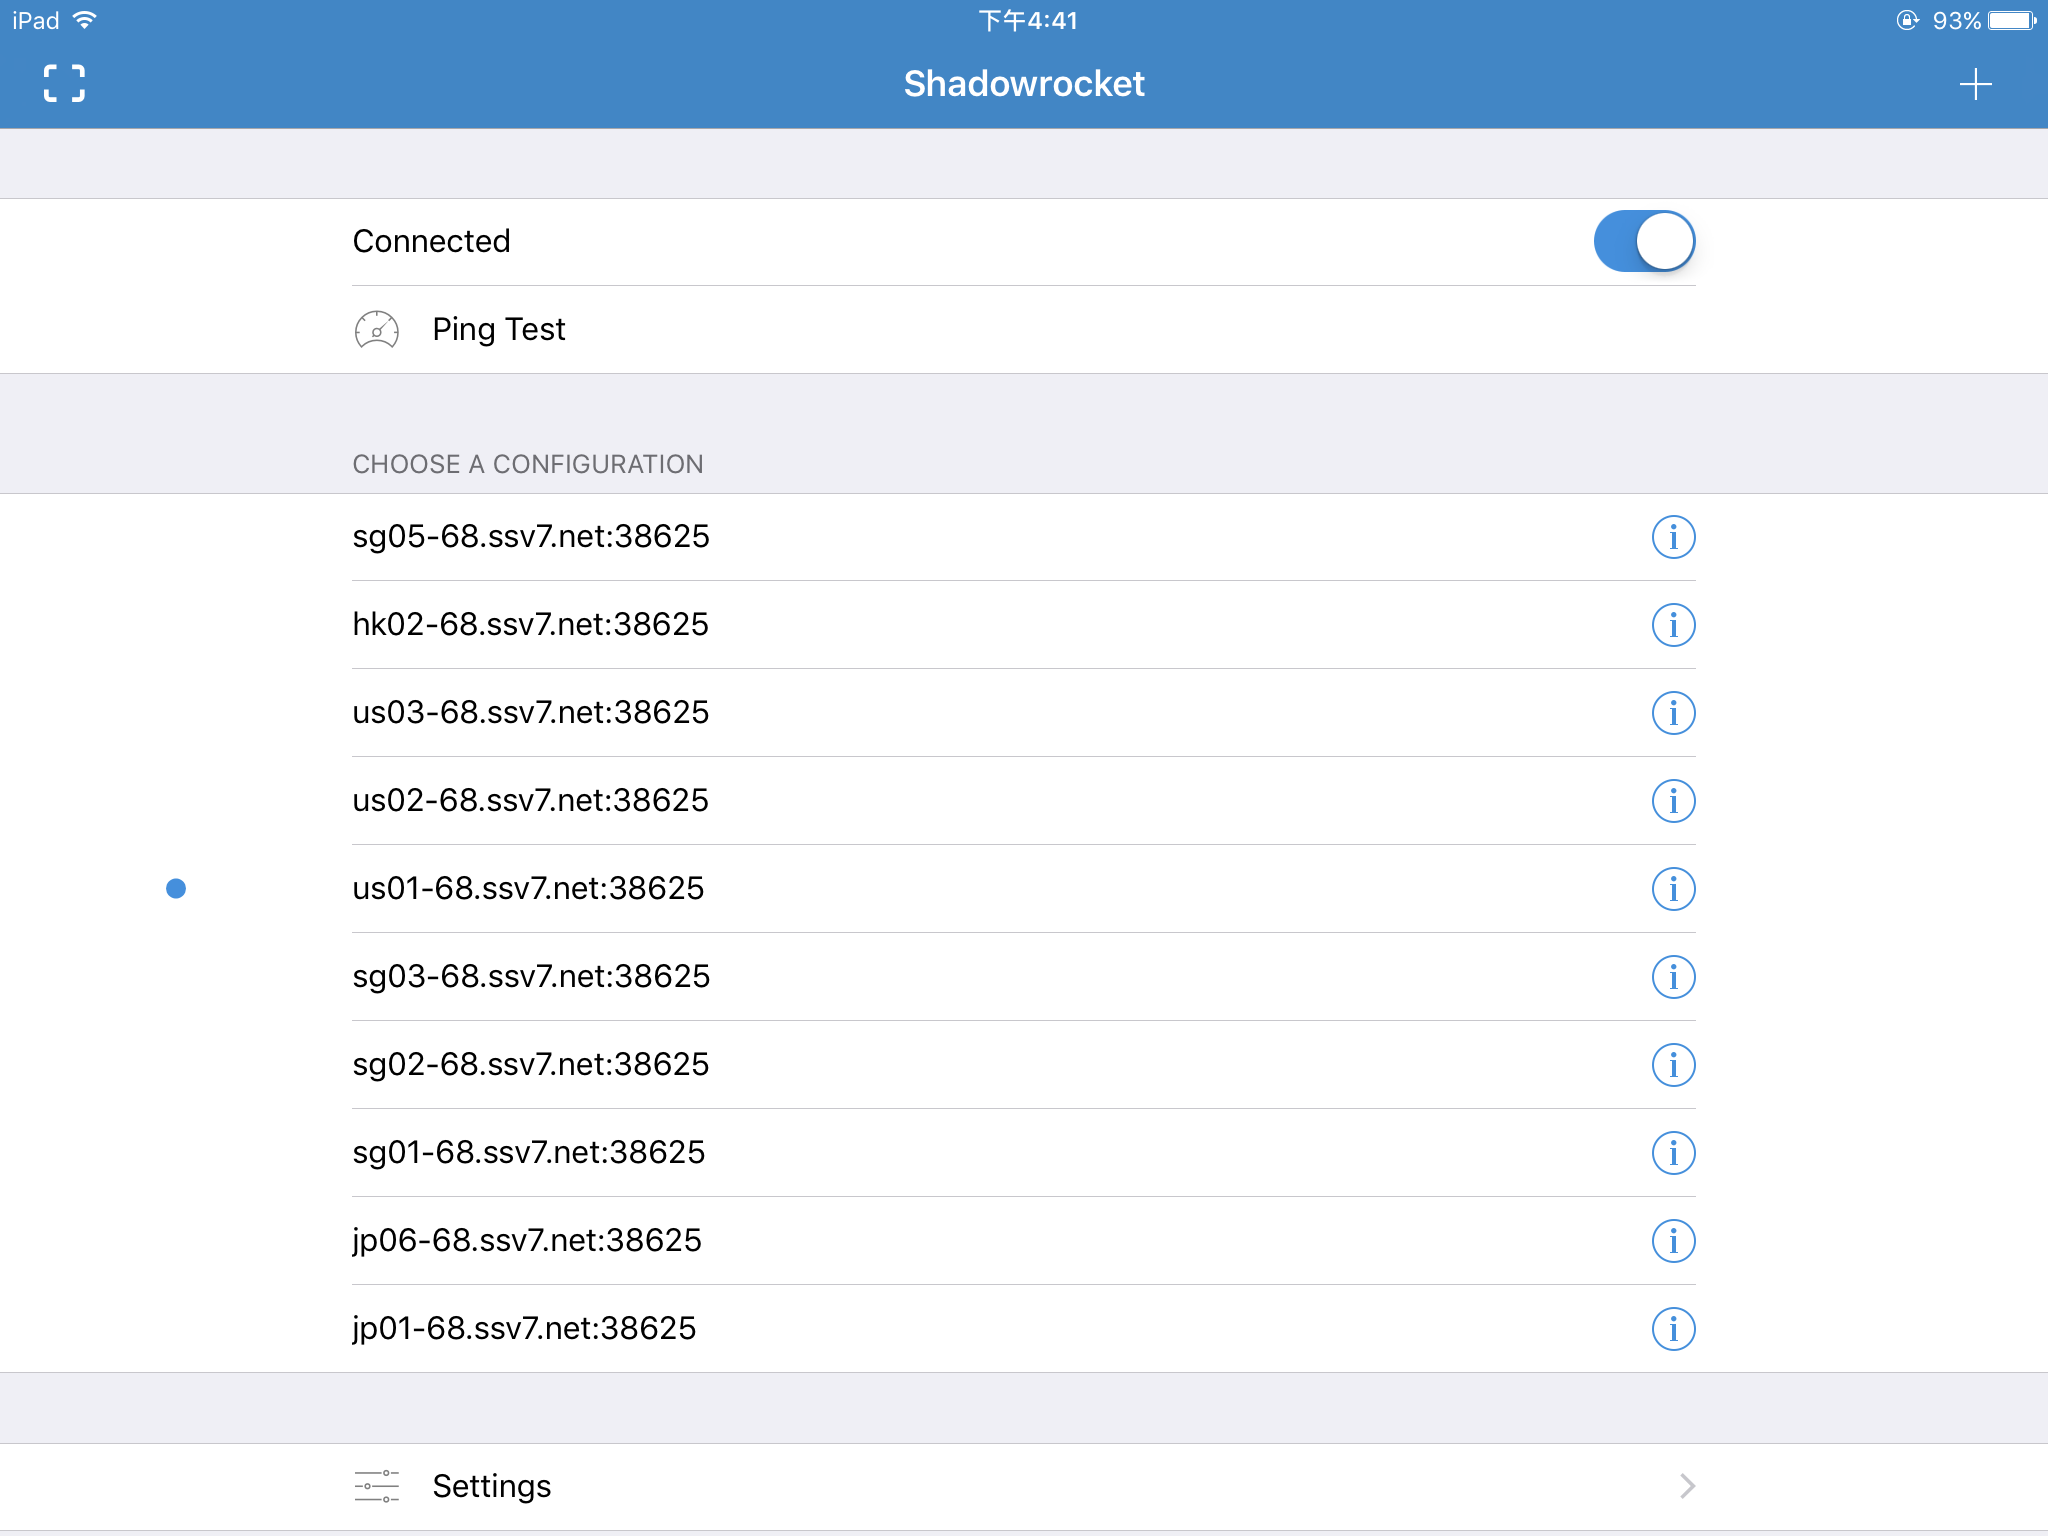 iPad 下午4:41 93%
Shadowrocket
Connected
Ping Test
CHOOSE A CONFIGURATION
sg05-68.ssv7.net:38625
hk02-68.ssv7.net:38625
us03-68.ssv7.net:38625
us02-68.ssv7.net:38625
us01-68.ssv7.net:38625
sg03-68.ssv7.net:38625
sg02-68.ssv7.net:38625
sg01-68.ssv7.net:38625
jp06-68.ssv7.net:38625
jp01-68.ssv7.net:38625
Settings